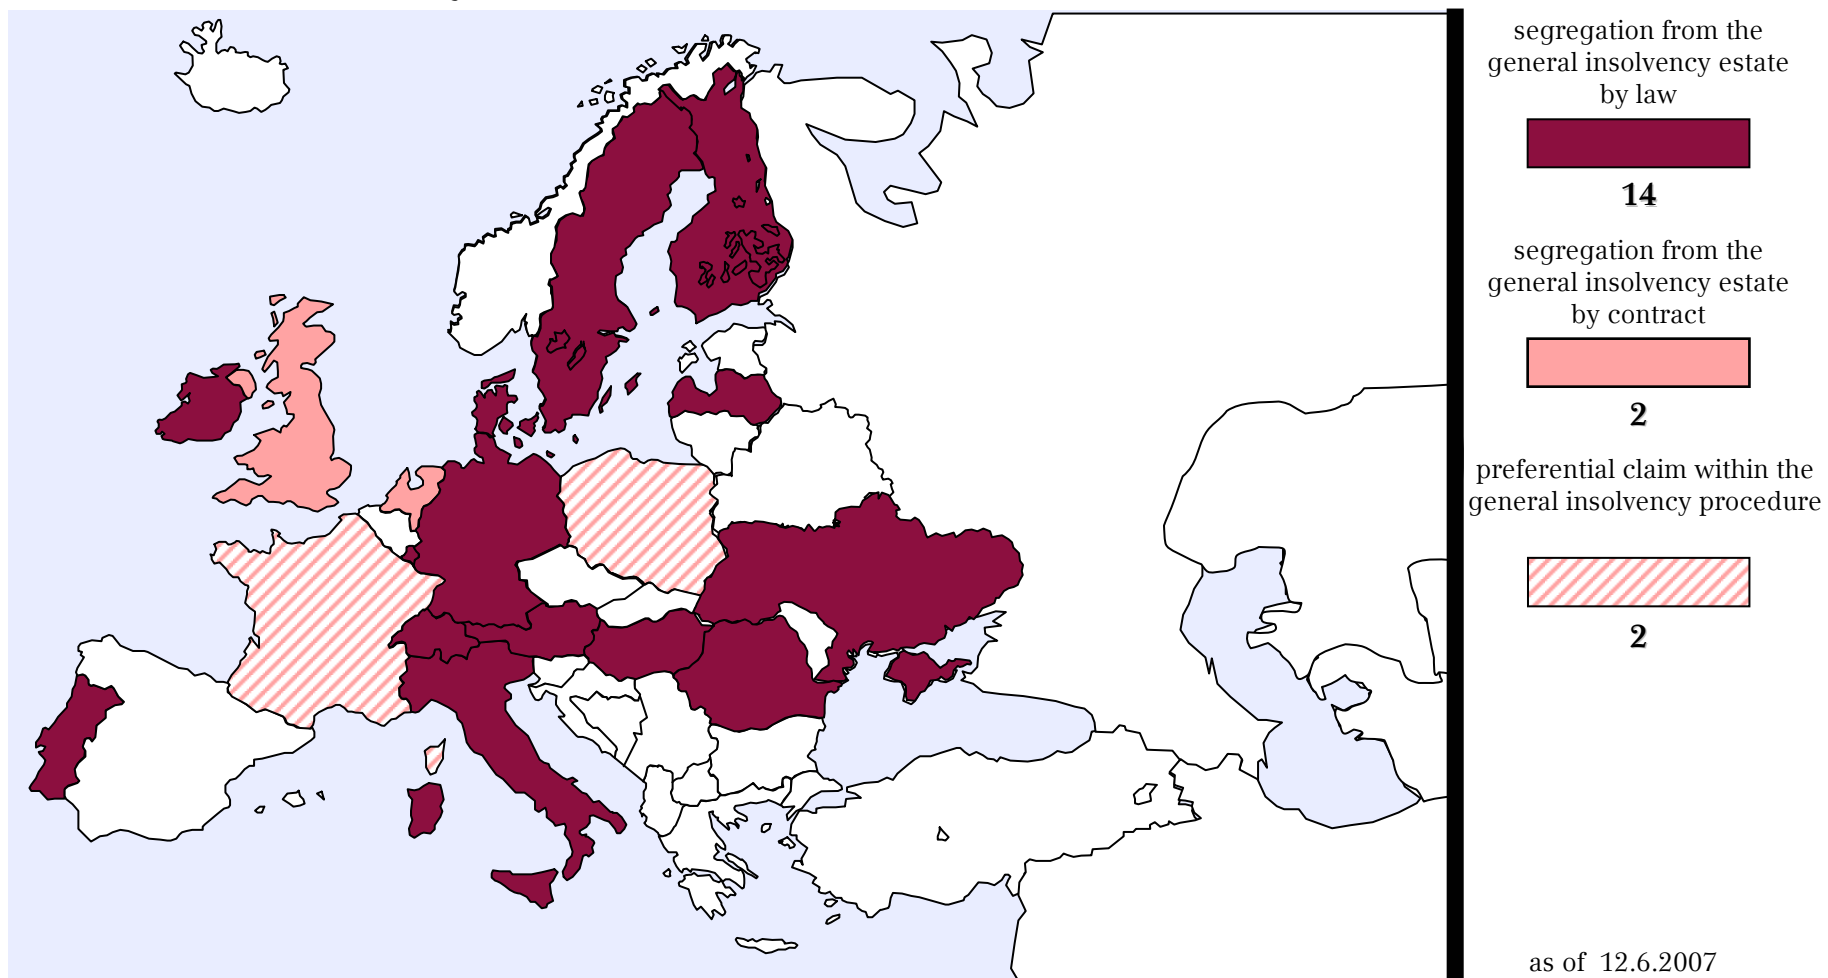 segregation from the
general insolvency estate
by law
14
segregation from the
general insolvency estate
by contract
2
preferential claim within the
general insolvency procedure
2
as of 12.6.2007